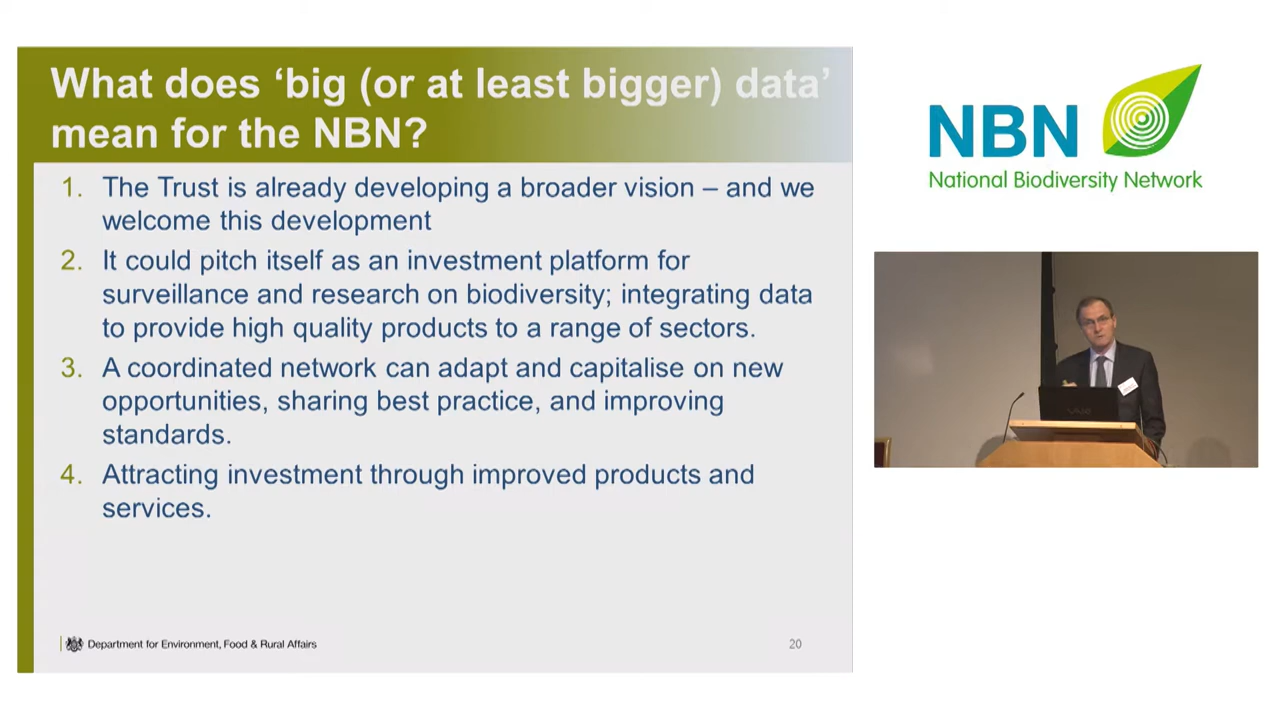 What does ‘big (or at least bigger) data’
mean for the NBN?
1. The Trust is already developing a broader vision – and we
welcome this development
2. It could pitch itself as an investment platform for
surveillance and research on biodiversity; integrating data
to provide high quality products to a range of sectors.
3. A coordinated network can adapt and capitalise on new
opportunities, sharing best practice, and improving
standards.
4. Attracting investment through improved products and
services.
Department for Environment, Food & Rural Affairs
20
NBN
National Biodiversity Network
VAIO